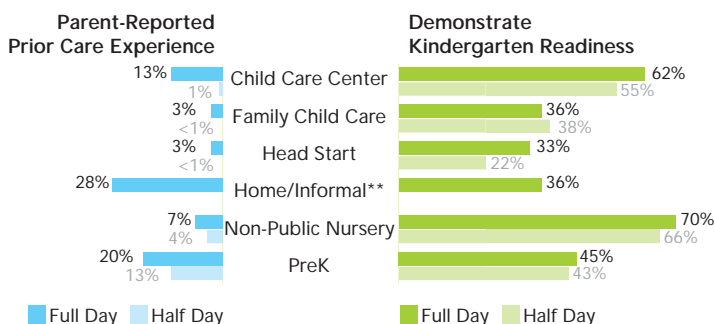 Parent-Reported
Prior Care Experience
Demonstrate
Kindergarten Readiness
13% Child Care Center 62%
1% 55%
3% Family Child Care 36%
<1% 38%
3% Head Start 33%
<1% 22%
28% Home/Informal** 36%
7% Non-Public Nursery 70%
4% 66%
20% PreK 45%
13% 43%
Full Day Half Day Full Day Half Day